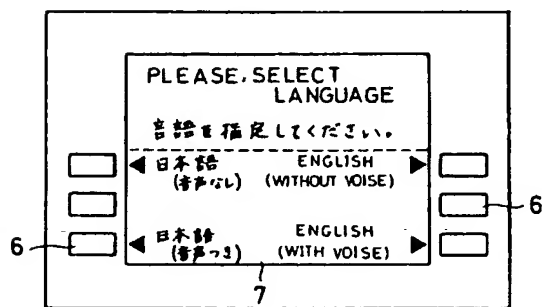 PLEASE, SELECT
LANGUAGE
言語を指定してください。
◀ 日本語 ENGLISH ▶
(音声なし) (WITHOUT VOISE)
6
◀ 日本語 ENGLISH ▶
(音声つき) (WITH VOISE)
6
7